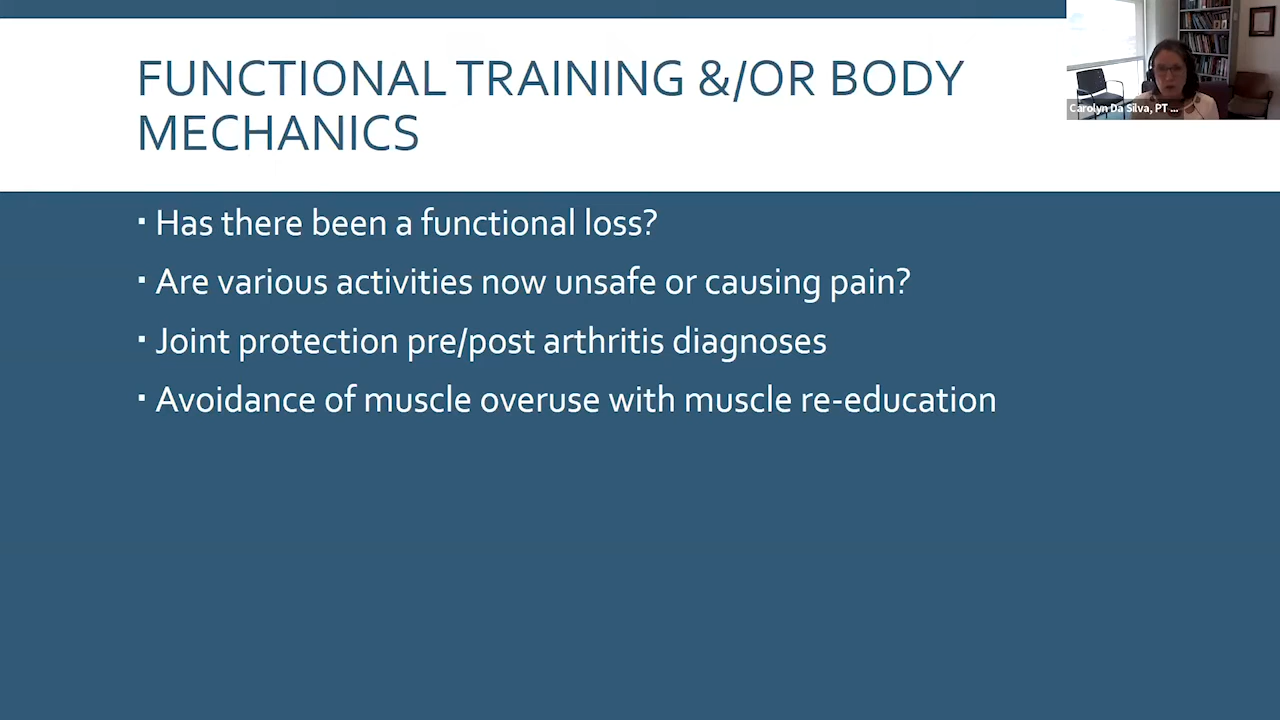 FUNCTIONAL TRAINING &/OR BODY
MECHANICS
Carolyn Da Silva, PT ...
▪ Has there been a functional loss?
▪ Are various activities now unsafe or causing pain?
▪ Joint protection pre/post arthritis diagnoses
▪ Avoidance of muscle overuse with muscle re-education